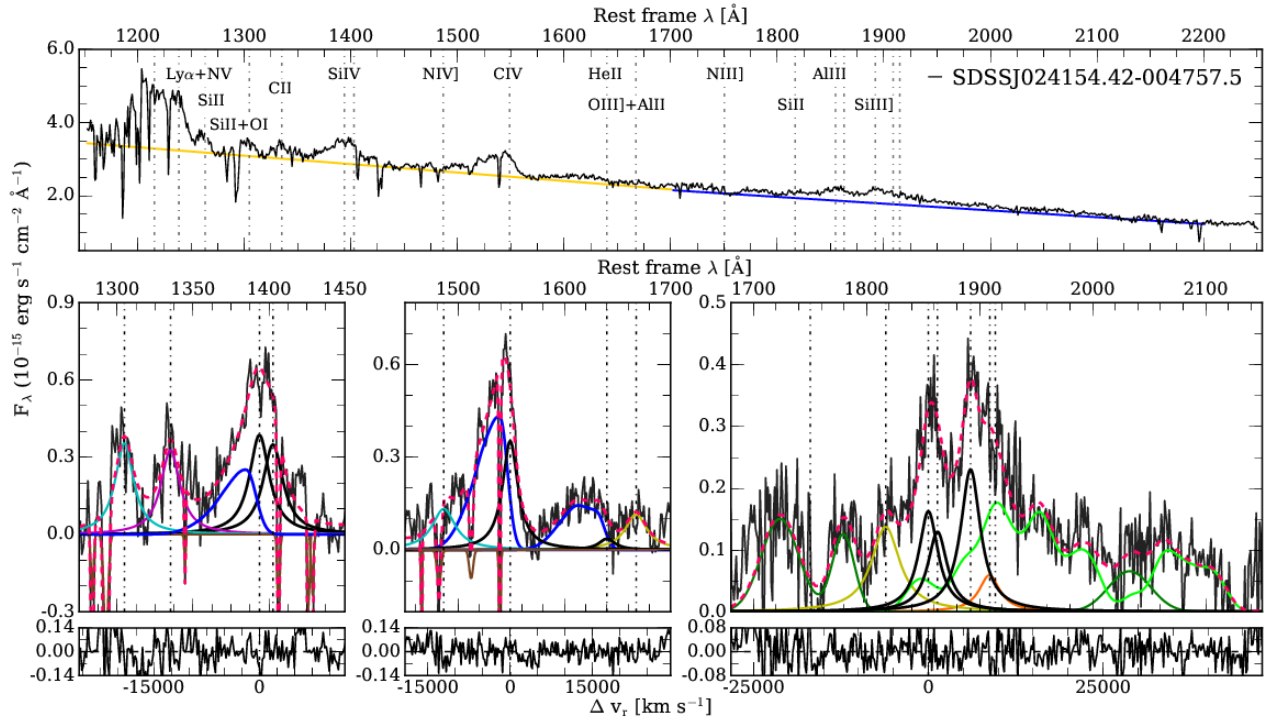 Rest frame λ [Å]
1200 1300 1400 1500 1600 1700 1800 1900 2000 2100 2200
6.0
4.0
2.0
Lyα+NV
SiII
SiII+OI
CII
SiIV
NIV]
CIV
HeII
OIII]+AlII
NIII]
SiII
AlIII
SiIII]
— SDSSJ024154.42-004757.5
F_λ (10⁻¹⁵ erg s⁻¹ cm⁻² Å⁻¹)
Rest frame λ [Å]
1300 1350 1400 1450
0.9
0.6
0.3
0.0
-0.3
0.14
0.00
-0.14
-15000 0
1500 1600 1700
0.6
0.3
0.0
0.14
0.00
-0.14
-15000 0 15000
1700 1800 1900 2000 2100
0.5
0.4
0.3
0.2
0.1
0.0
0.08
0.00
-0.08
-25000 0 25000
Δ v_r [km s⁻¹]